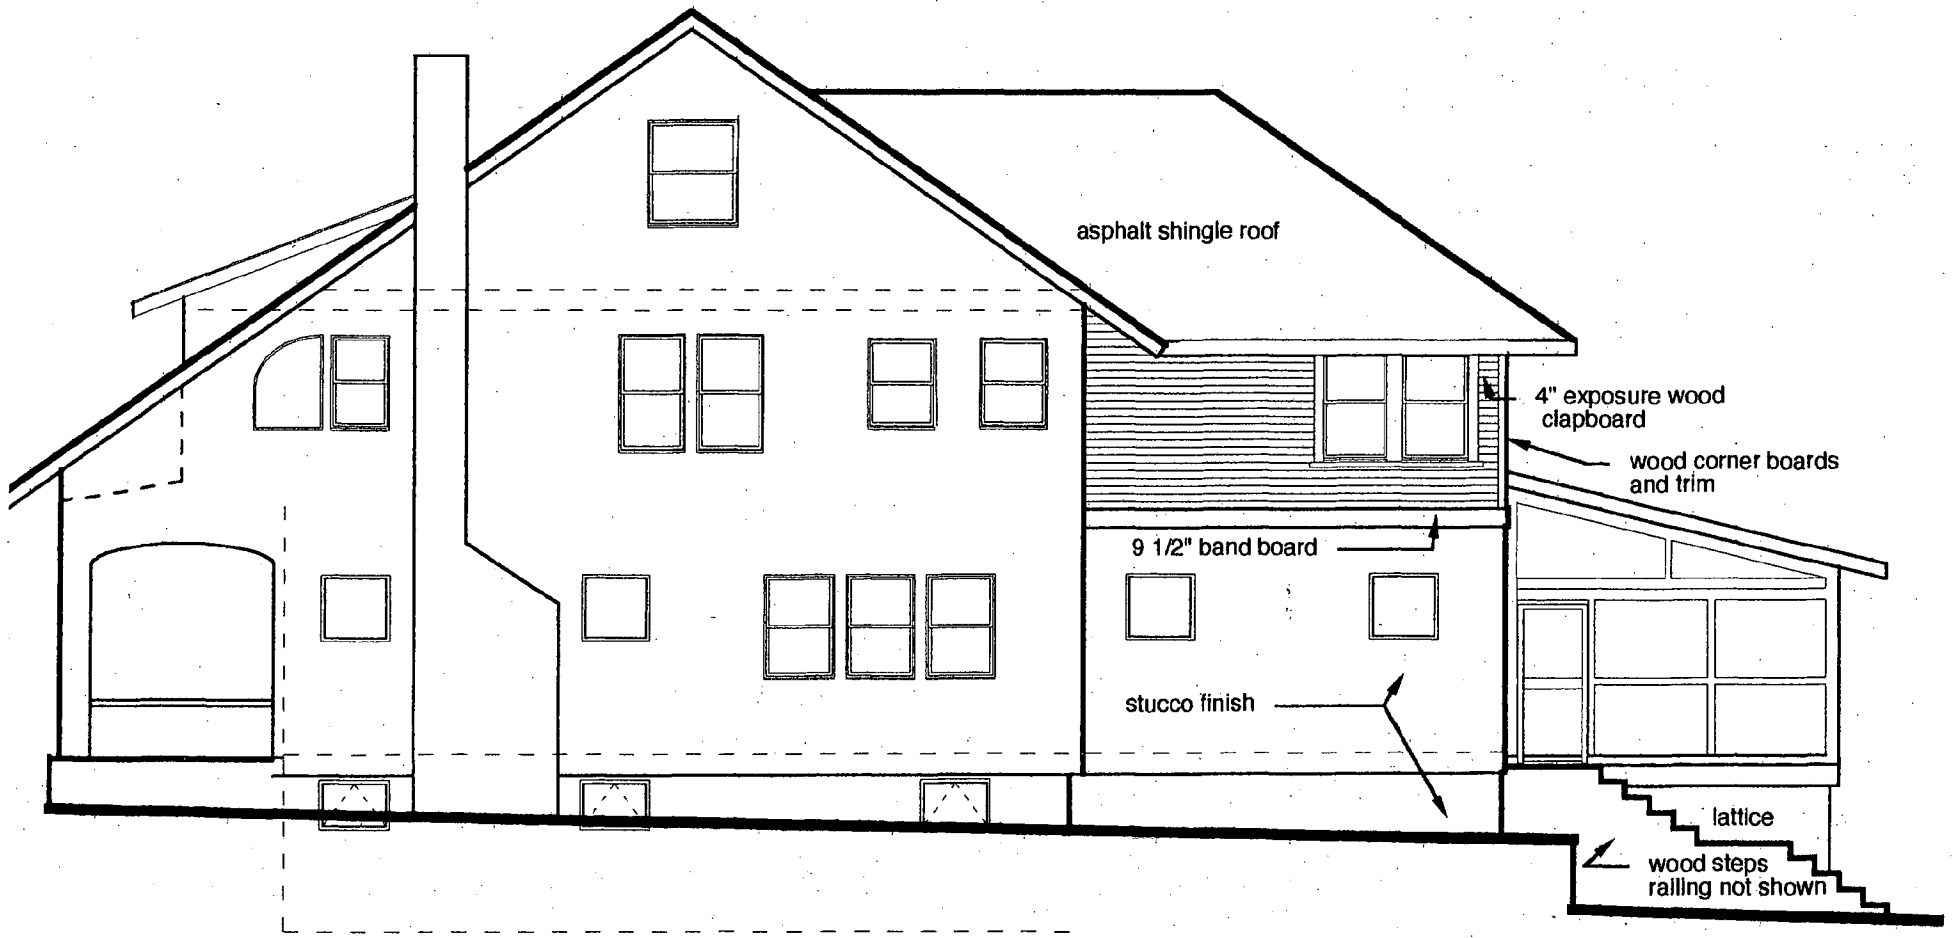 asphalt shingle roof
4" exposure wood
clapboard
wood corner boards
and trim
9 1/2" band board
stucco finish
lattice
wood steps
railing not shown